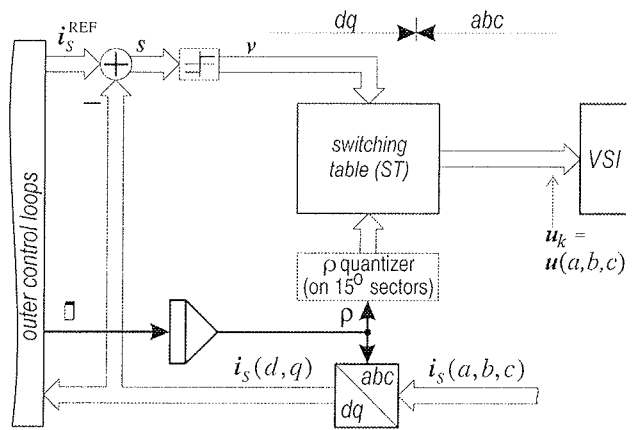 dq
abc
i_s^REF
+
s
v
–
switching
table (ST)
VSI
u_k =
u(a,b,c)
ρ quantizer
(on 15⁰ sectors)
outer control loops
ρ
i_s(d,q)
abc
dq
i_s(a,b,c)